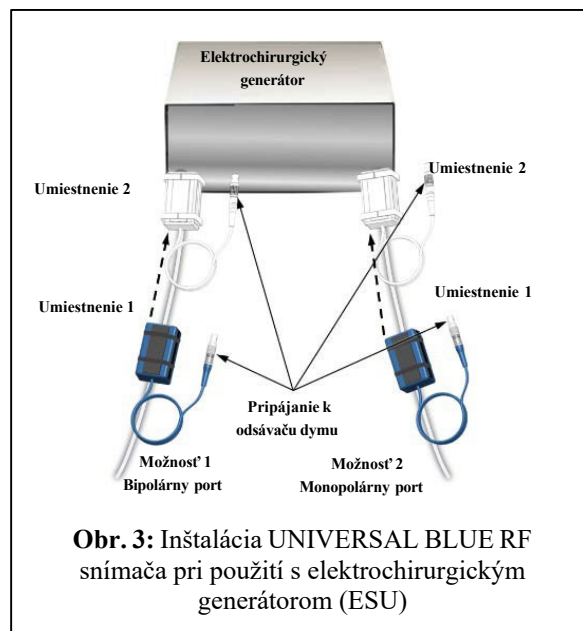 Elektrochirurgický
generátor
Umiestnenie 2
Umiestnenie 2
Umiestnenie 1
Umiestnenie 1
Pripájanie k
odsávaču dymu
Možnosť 1
Bipolárny port
Možnosť 2
Monopolárny port
Obr. 3: Inštalácia UNIVERSAL BLUE RF
snímača pri použití s elektrochirurgickým
generátorom (ESU)